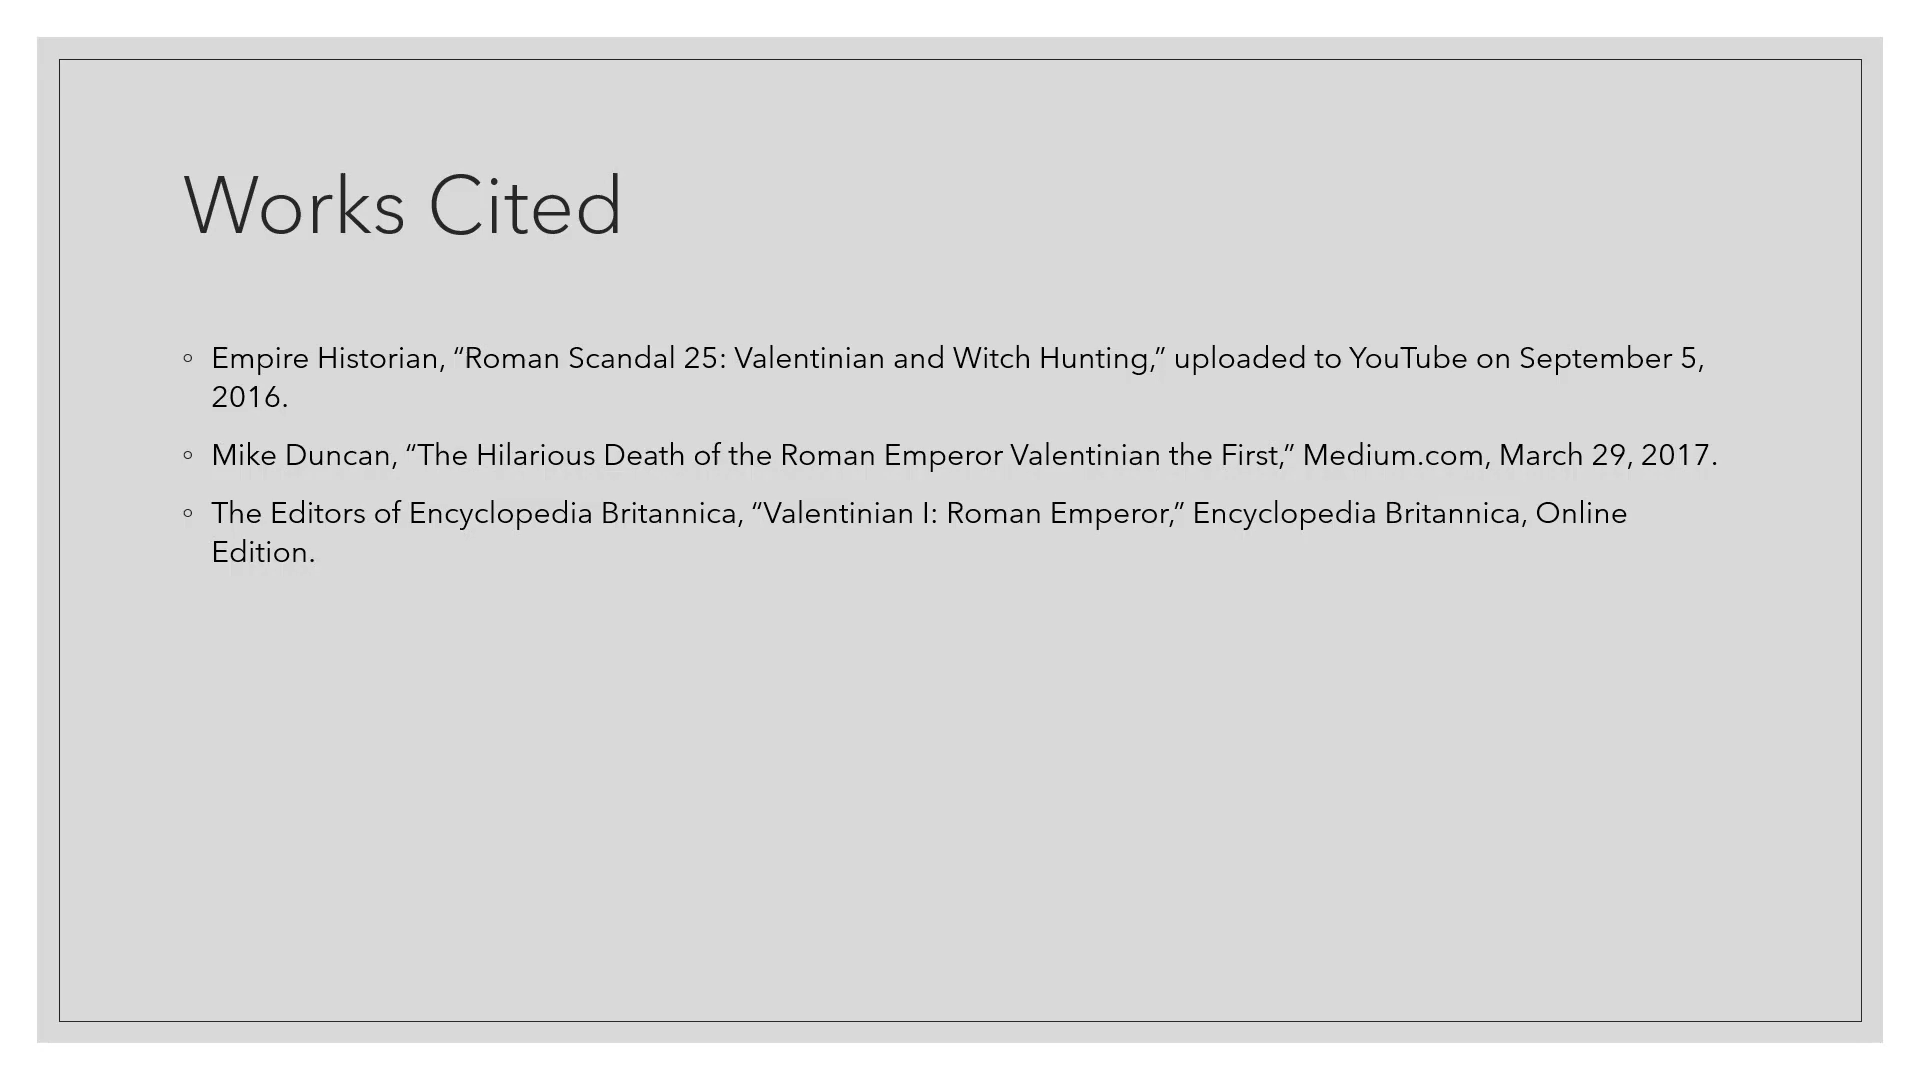 Works Cited
◦ Empire Historian, “Roman Scandal 25: Valentinian and Witch Hunting,” uploaded to YouTube on September 5,
2016.
◦ Mike Duncan, “The Hilarious Death of the Roman Emperor Valentinian the First,” Medium.com, March 29, 2017.
◦ The Editors of Encyclopedia Britannica, “Valentinian I: Roman Emperor,” Encyclopedia Britannica, Online
Edition.